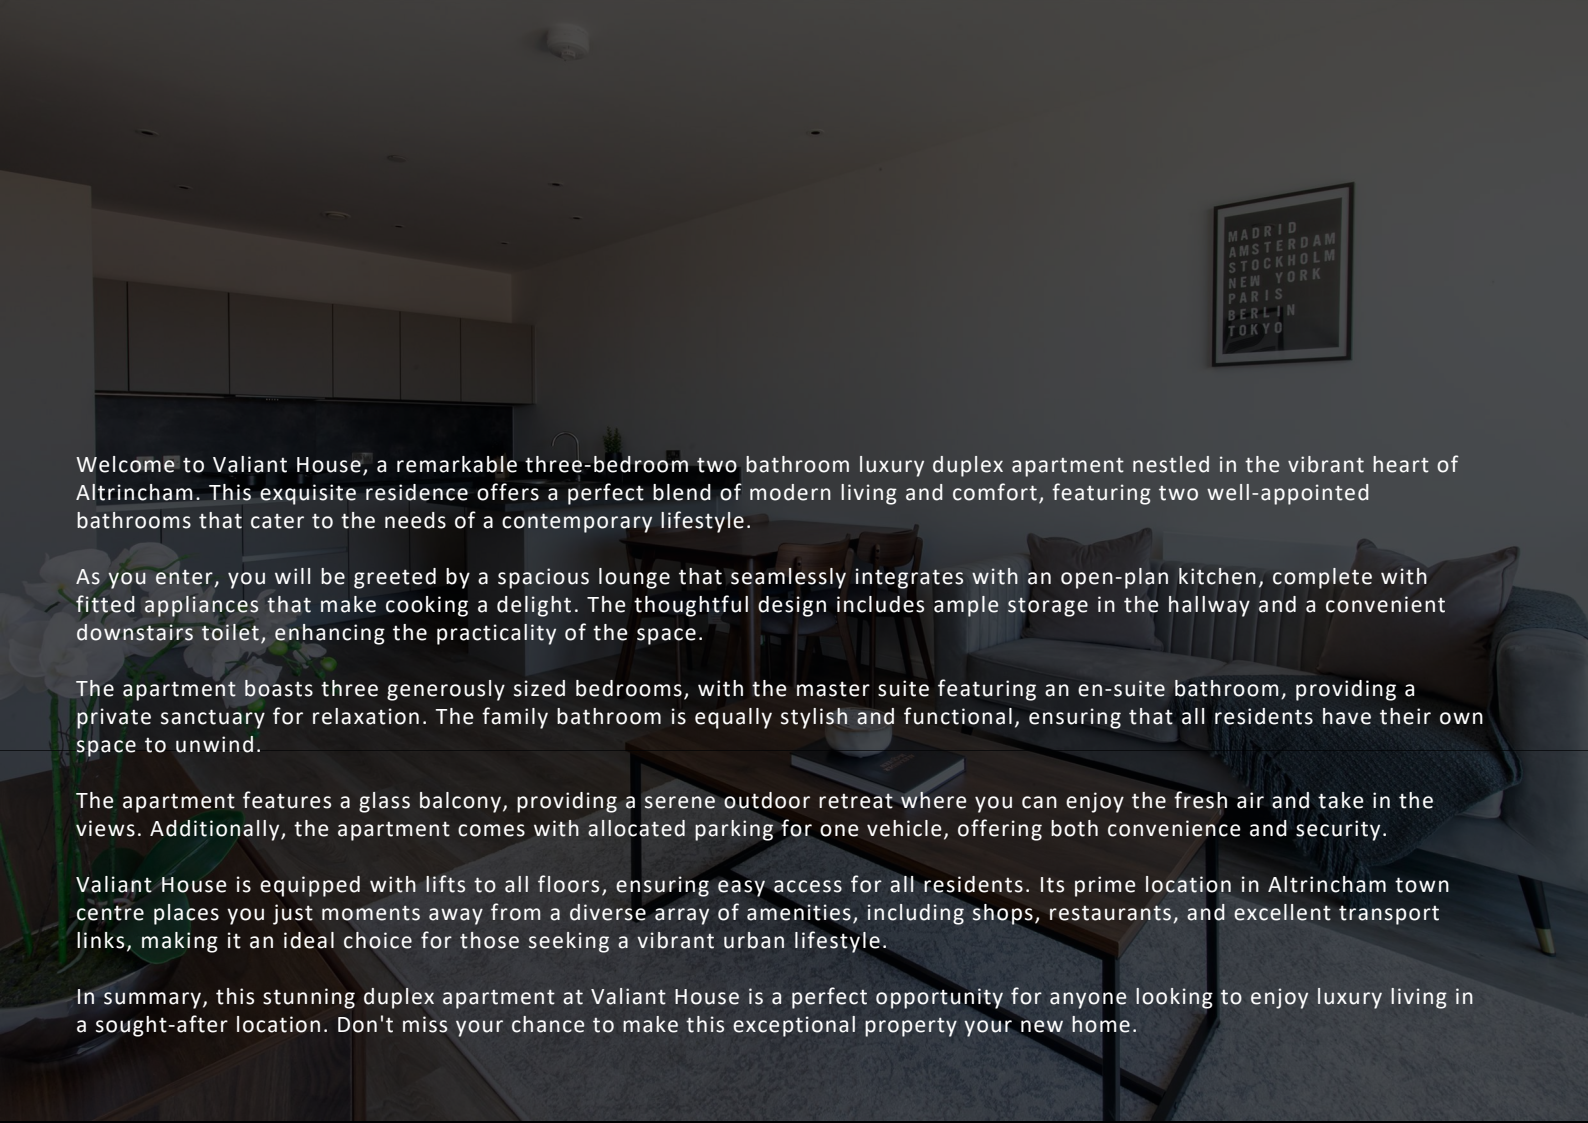 MADRID
AMSTERDAM
STOCKHOLM
NEW YORK
PARIS
BERLIN
TOKYO
Welcome to Valiant House, a remarkable three-bedroom two bathroom luxury duplex apartment nestled in the vibrant heart of
Altrincham. This exquisite residence offers a perfect blend of modern living and comfort, featuring two well-appointed
bathrooms that cater to the needs of a contemporary lifestyle.
As you enter, you will be greeted by a spacious lounge that seamlessly integrates with an open-plan kitchen, complete with
fitted appliances that make cooking a delight. The thoughtful design includes ample storage in the hallway and a convenient
downstairs toilet, enhancing the practicality of the space.
The apartment boasts three generously sized bedrooms, with the master suite featuring an en-suite bathroom, providing a
private sanctuary for relaxation. The family bathroom is equally stylish and functional, ensuring that all residents have their own
space to unwind.
The apartment features a glass balcony, providing a serene outdoor retreat where you can enjoy the fresh air and take in the
views. Additionally, the apartment comes with allocated parking for one vehicle, offering both convenience and security.
Valiant House is equipped with lifts to all floors, ensuring easy access for all residents. Its prime location in Altrincham town
centre places you just moments away from a diverse array of amenities, including shops, restaurants, and excellent transport
links, making it an ideal choice for those seeking a vibrant urban lifestyle.
In summary, this stunning duplex apartment at Valiant House is a perfect opportunity for anyone looking to enjoy luxury living in
a sought-after location. Don't miss your chance to make this exceptional property your new home.